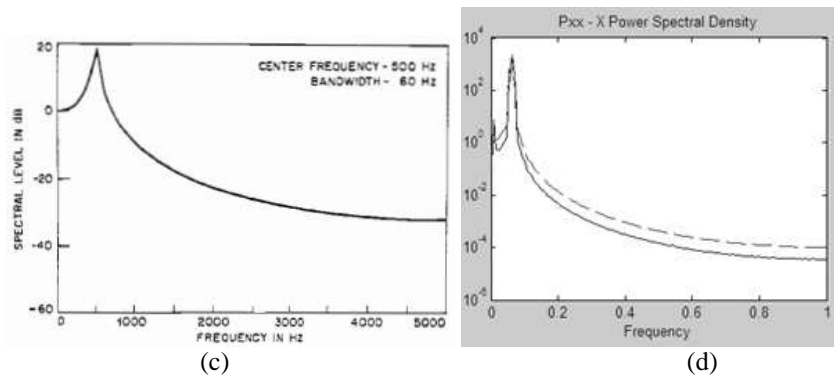 20
0
-20
-40
-60
SPECTRAL LEVEL IN dB
CENTER FREQUENCY - 500 Hz
BANDWIDTH - 60 Hz
0 1000 2000 3000 4000 5000
FREQUENCY IN Hz
(c)
Pxx - X Power Spectral Density
10^4
10^2
10^0
10^-2
10^-4
10^-6
0 0.2 0.4 0.6 0.8 1
Frequency
(d)